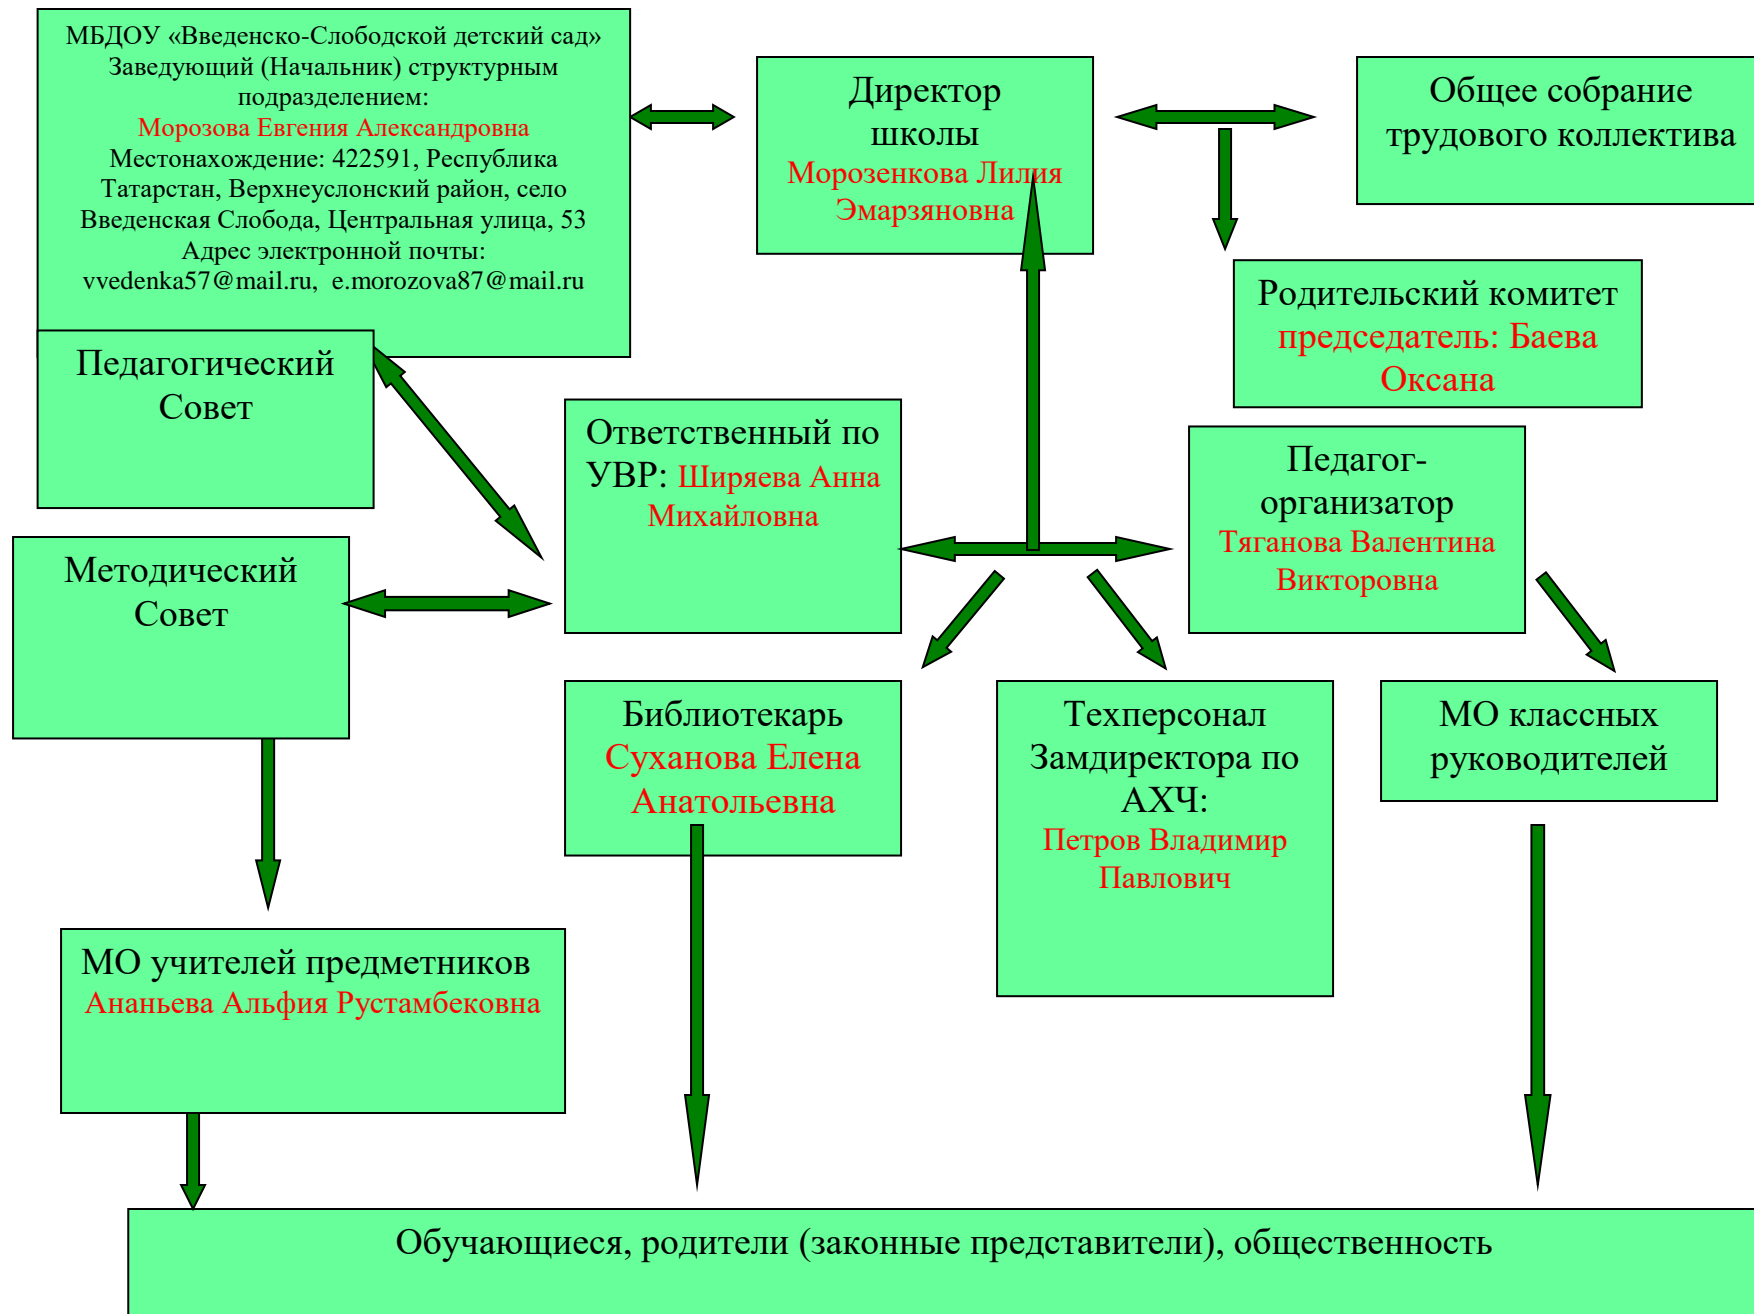 МБДОУ «Введенско-Слободской детский сад»
Заведующий (Начальник) структурным
подразделением:
Морозова Евгения Александровна
Местонахождение: 422591, Республика
Татарстан, Верхнеуслонский район, село
Введенская Слобода, Центральная улица, 53
Адрес электронной почты:
vvedenka57@mail.ru, e.morozova87@mail.ru
Директор
школы
Морозенкова Лилия
Эмарзяновна
Общее собрание
трудового коллектива
Родительский комитет
председатель: Баева
Оксана
Педагогический
Совет
Ответственный по
УВР: Ширяева Анна
Михайловна
Педагог-
организатор
Тяганова Валентина
Викторовна
Методический
Совет
Библиотекарь
Суханова Елена
Анатольевна
Техперсонал
Замдиректора по
АХЧ:
Петров Владимир
Павлович
МО классных
руководителей
МО учителей предметников
Ананьева Альфия Рустамбековна
Обучающиеся, родители (законные представители), общественность